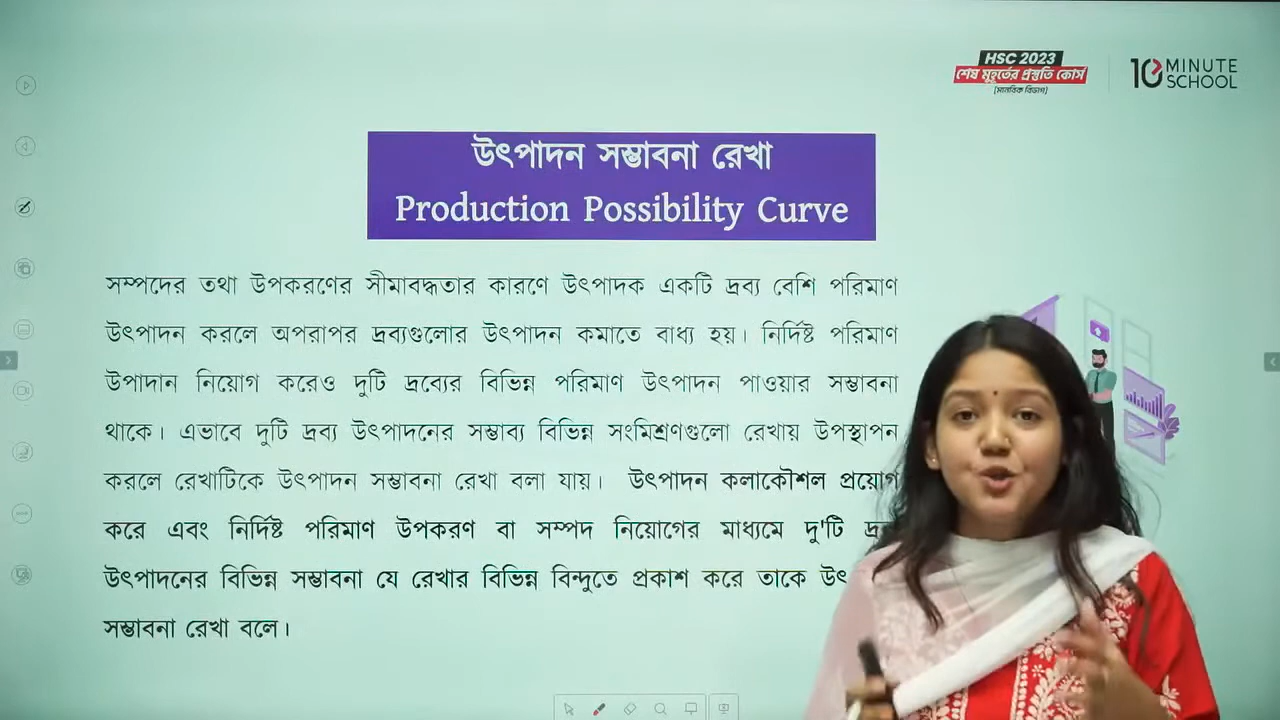 HSC 2023
শেষ মুহূর্তের প্রস্তুতি কোর্স
(মানবিক বিভাগ)
10 MINUTE SCHOOL
উৎপাদন সম্ভাবনা রেখা
Production Possibility Curve
সম্পদের তথা উপকরণের সীমাবদ্ধতার কারণে উৎপাদক একটি দ্রব্য বেশি পরিমাণ
উৎপাদন করলে অপরাপর দ্রব্যগুলোর উৎপাদন কমাতে বাধ্য হয়। নির্দিষ্ট পরিমাণ
উপাদান নিয়োগ করেও দুটি দ্রব্যের বিভিন্ন পরিমাণ উৎপাদন পাওয়ার সম্ভাবনা
থাকে। এভাবে দুটি দ্রব্য উৎপাদনের সম্ভাব্য বিভিন্ন সংমিশ্রণগুলো রেখায় উপস্থাপন
করলে রেখাটিকে উৎপাদন সম্ভাবনা রেখা বলা যায়। উৎপাদন কলাকৌশল প্রয়োগ
করে এবং নির্দিষ্ট পরিমাণ উপকরণ বা সম্পদ নিয়োগের মাধ্যমে দু'টি
উৎপাদনের বিভিন্ন সম্ভাবনা যে রেখার বিভিন্ন বিন্দুতে প্রকাশ করে তাকে
সম্ভাবনা রেখা বলে।